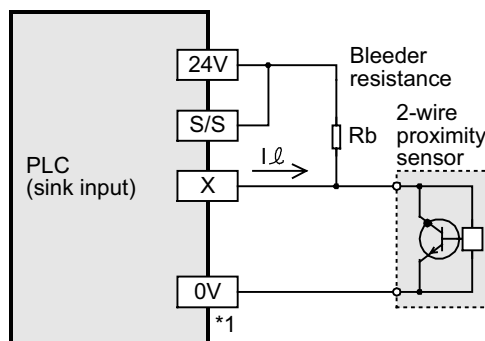 24V
Bleeder
resistance
S/S
2-wire
proximity
sensor
Rb
PLC
(sink input)
Iℓ
X
0V
*1